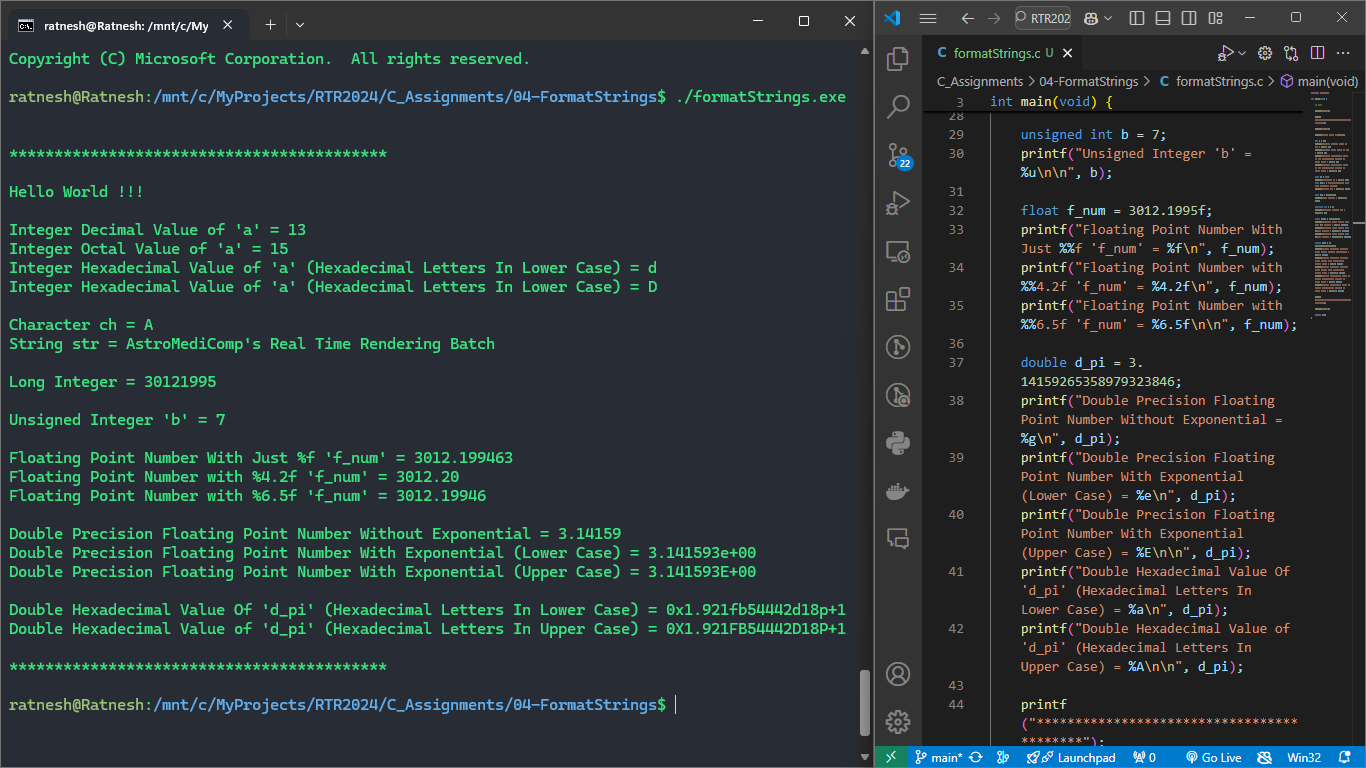 ratnesh@Ratnesh: /mnt/c/My
Copyright (C) Microsoft Corporation.  All rights reserved.
ratnesh@Ratnesh:/mnt/c/MyProjects/RTR2024/C_Assignments/04-FormatStrings$ ./formatStrings.exe
******************************************
Hello World !!!
Integer Decimal Value of 'a' = 13
Integer Octal Value of 'a' = 15
Integer Hexadecimal Value of 'a' (Hexadecimal Letters In Lower Case) = d
Integer Hexadecimal Value of 'a' (Hexadecimal Letters In Lower Case) = D
Character ch = A
String str = AstroMediComp's Real Time Rendering Batch
Long Integer = 30121995
Unsigned Integer 'b' = 7
Floating Point Number With Just %f 'f_num' = 3012.199463
Floating Point Number with %4.2f 'f_num' = 3012.20
Floating Point Number with %6.5f 'f_num' = 3012.19946
Double Precision Floating Point Number Without Exponential = 3.14159
Double Precision Floating Point Number With Exponential (Lower Case) = 3.141593e+00
Double Precision Floating Point Number With Exponential (Upper Case) = 3.141593E+00
Double Hexadecimal Value Of 'd_pi' (Hexadecimal Letters In Lower Case) = 0x1.921fb54442d18p+1
Double Hexadecimal Value of 'd_pi' (Hexadecimal Letters In Upper Case) = 0X1.921FB54442D18P+1
******************************************
ratnesh@Ratnesh:/mnt/c/MyProjects/RTR2024/C_Assignments/04-FormatStrings$
RTR202
C formatStrings.c U
C_Assignments > 04-FormatStrings > C formatStrings.c > main(void)
3 int main(void) {
28
29 unsigned int b = 7;
30 printf("Unsigned Integer 'b' =
%u\n\n", b);
31
32 float f_num = 3012.1995f;
33 printf("Floating Point Number With
Just %%f 'f_num' = %f\n", f_num);
34 printf("Floating Point Number with
%%4.2f 'f_num' = %4.2f\n", f_num);
35 printf("Floating Point Number with
%%6.5f 'f_num' = %6.5f\n\n", f_num);
36
37 double d_pi = 3.
14159265358979323846;
38 printf("Double Precision Floating
Point Number Without Exponential =
%g\n", d_pi);
39 printf("Double Precision Floating
Point Number With Exponential
(Lower Case) = %e\n", d_pi);
40 printf("Double Precision Floating
Point Number With Exponential
(Upper Case) = %E\n\n", d_pi);
41 printf("Double Hexadecimal Value Of
'd_pi' (Hexadecimal Letters In
Lower Case) = %a\n", d_pi);
42 printf("Double Hexadecimal Value of
'd_pi' (Hexadecimal Letters In
Upper Case) = %A\n\n", d_pi);
43
44 printf
("**********************************
********");
22
main* Launchpad 0 Go Live Win32